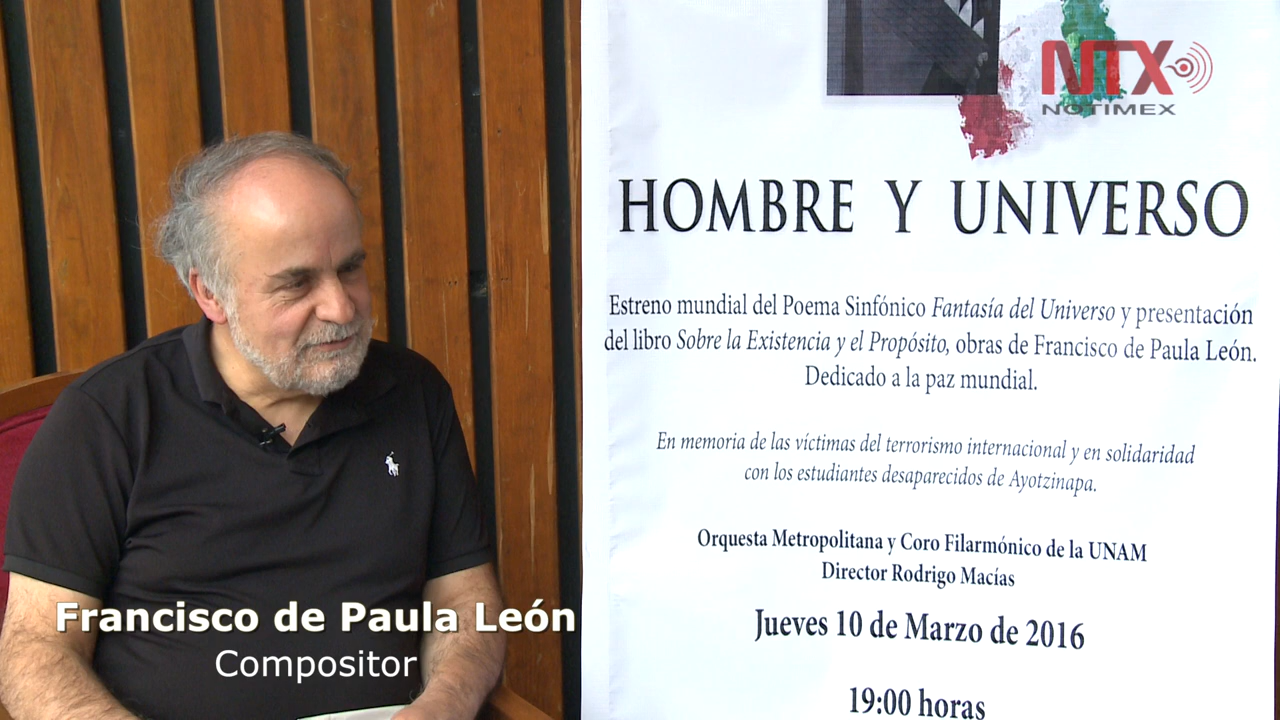 NTX
NOTIMEX
HOMBRE Y UNIVERSO
Estreno mundial del Poema Sinfónico Fantasía del Universo y presentación
del libro Sobre la Existencia y el Propósito, obras de Francisco de Paula León.
Dedicado a la paz mundial.
En memoria de las víctimas del terrorismo internacional y en solidaridad
con los estudiantes desaparecidos de Ayotzinapa.
Orquesta Metropolitana y Coro Filarmónico de la UNAM
Director Rodrigo Macías
Jueves 10 de Marzo de 2016
19:00 horas
Francisco de Paula León
Compositor